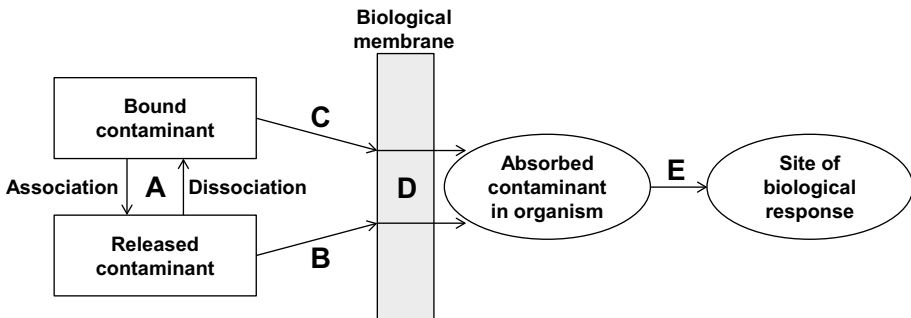 Biological
membrane
Bound
contaminant
C
Association
A
Dissociation
D
Absorbed
contaminant
in organism
E
Site of
biological
response
Released
contaminant
B